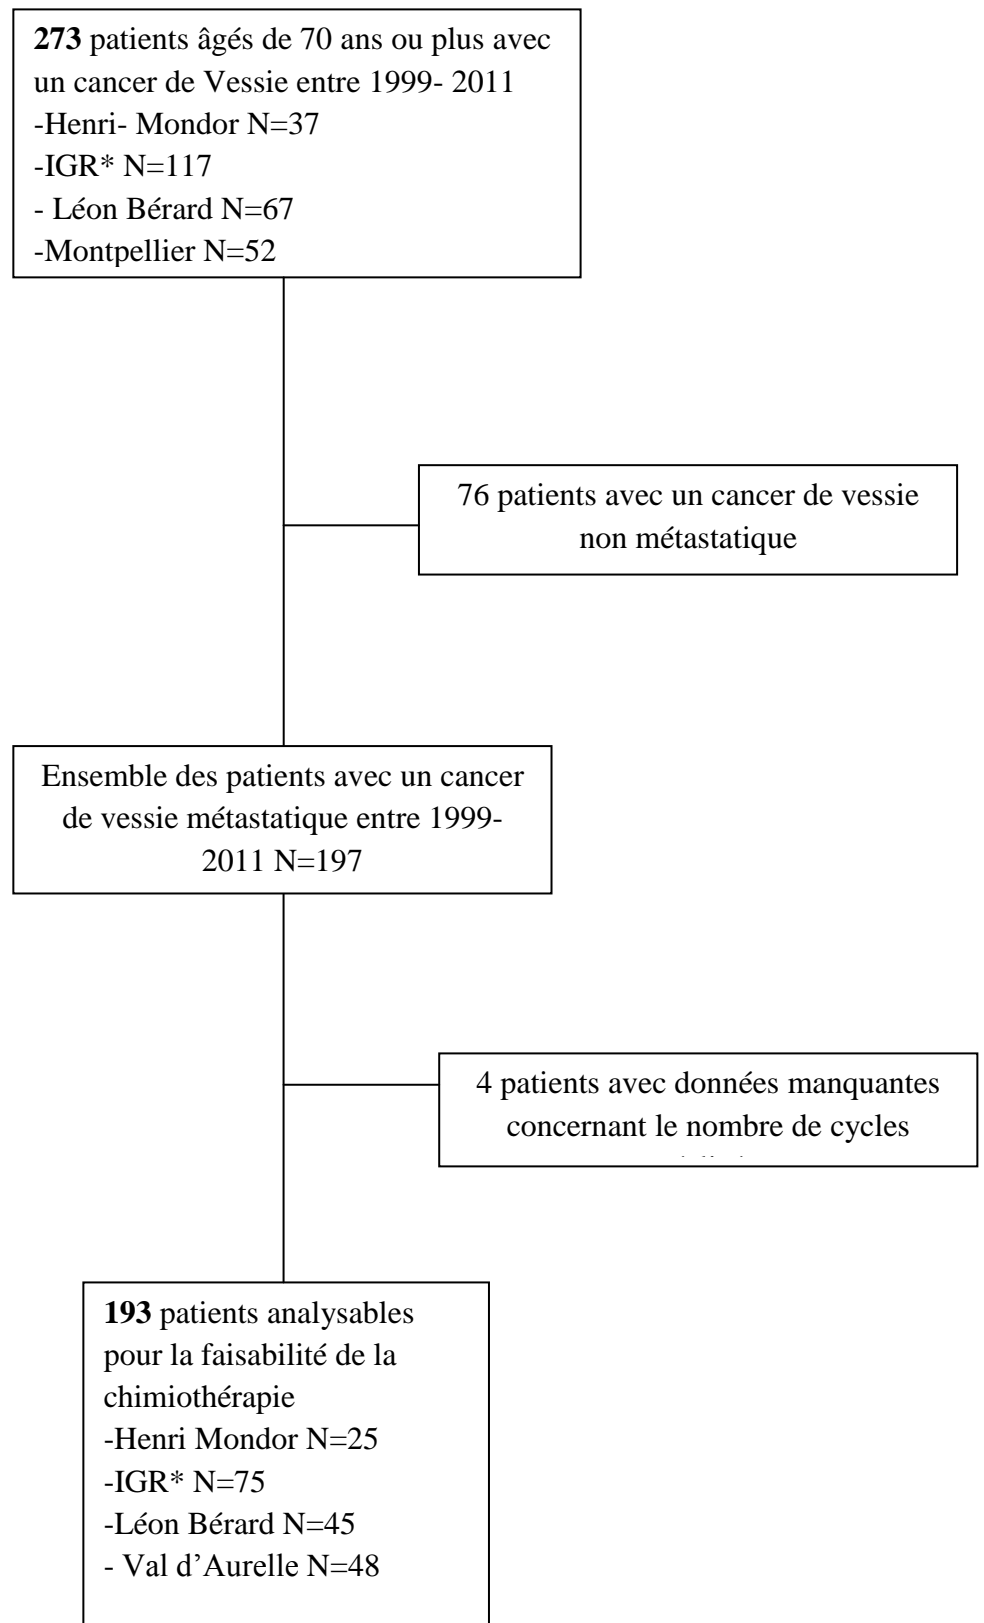 273 patients âgés de 70 ans ou plus avec
un cancer de Vessie entre 1999- 2011
-Henri- Mondor N=37
-IGR* N=117
- Léon Bérard N=67
-Montpellier N=52
76 patients avec un cancer de vessie
non métastatique
Ensemble des patients avec un cancer
de vessie métastatique entre 1999-
2011 N=197
4 patients avec données manquantes
concernant le nombre de cycles
193 patients analysables
pour la faisabilité de la
chimiothérapie
-Henri Mondor N=25
-IGR* N=75
-Léon Bérard N=45
- Val d’Aurelle N=48